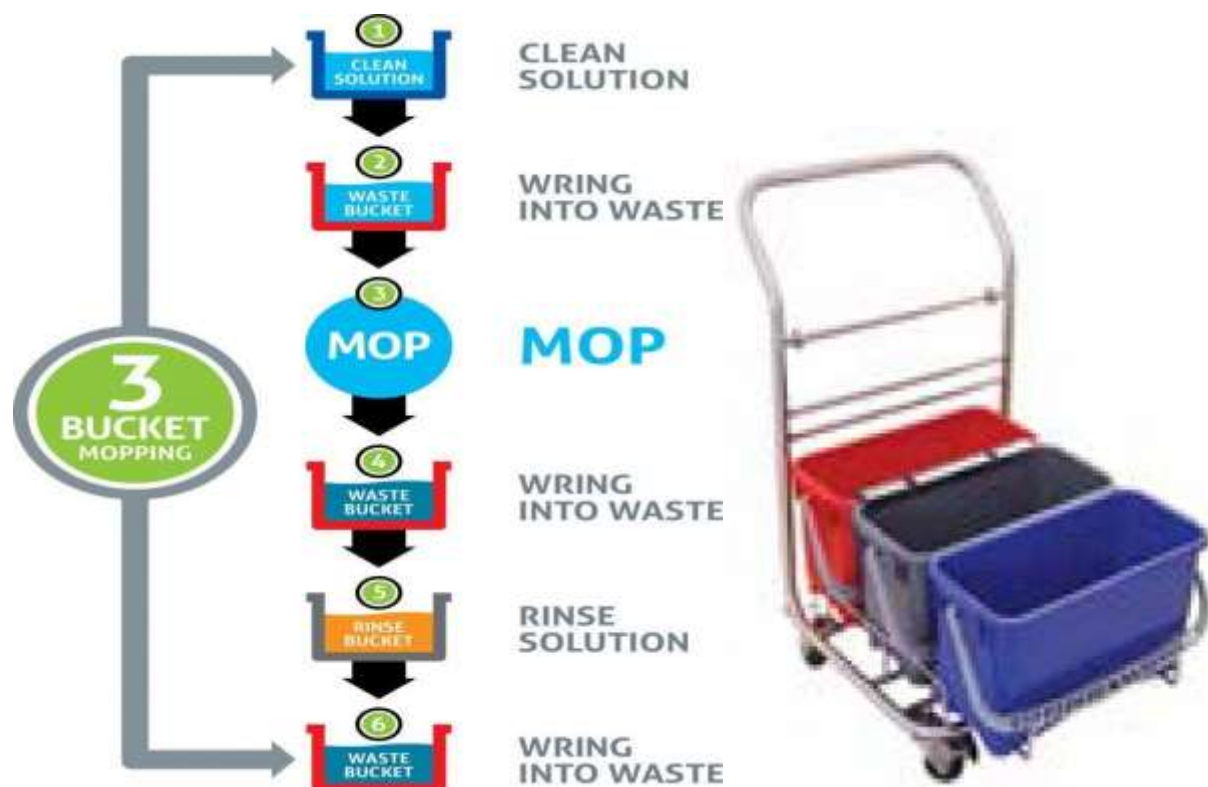 1
CLEAN
SOLUTION
CLEAN
SOLUTION
2
WASTE
BUCKET
WRING
INTO WASTE
3
MOP
MOP
3
BUCKET
MOPPING
4
WASTE
BUCKET
WRING
INTO WASTE
5
RINSE
BUCKET
RINSE
SOLUTION
6
WASTE
BUCKET
WRING
INTO WASTE